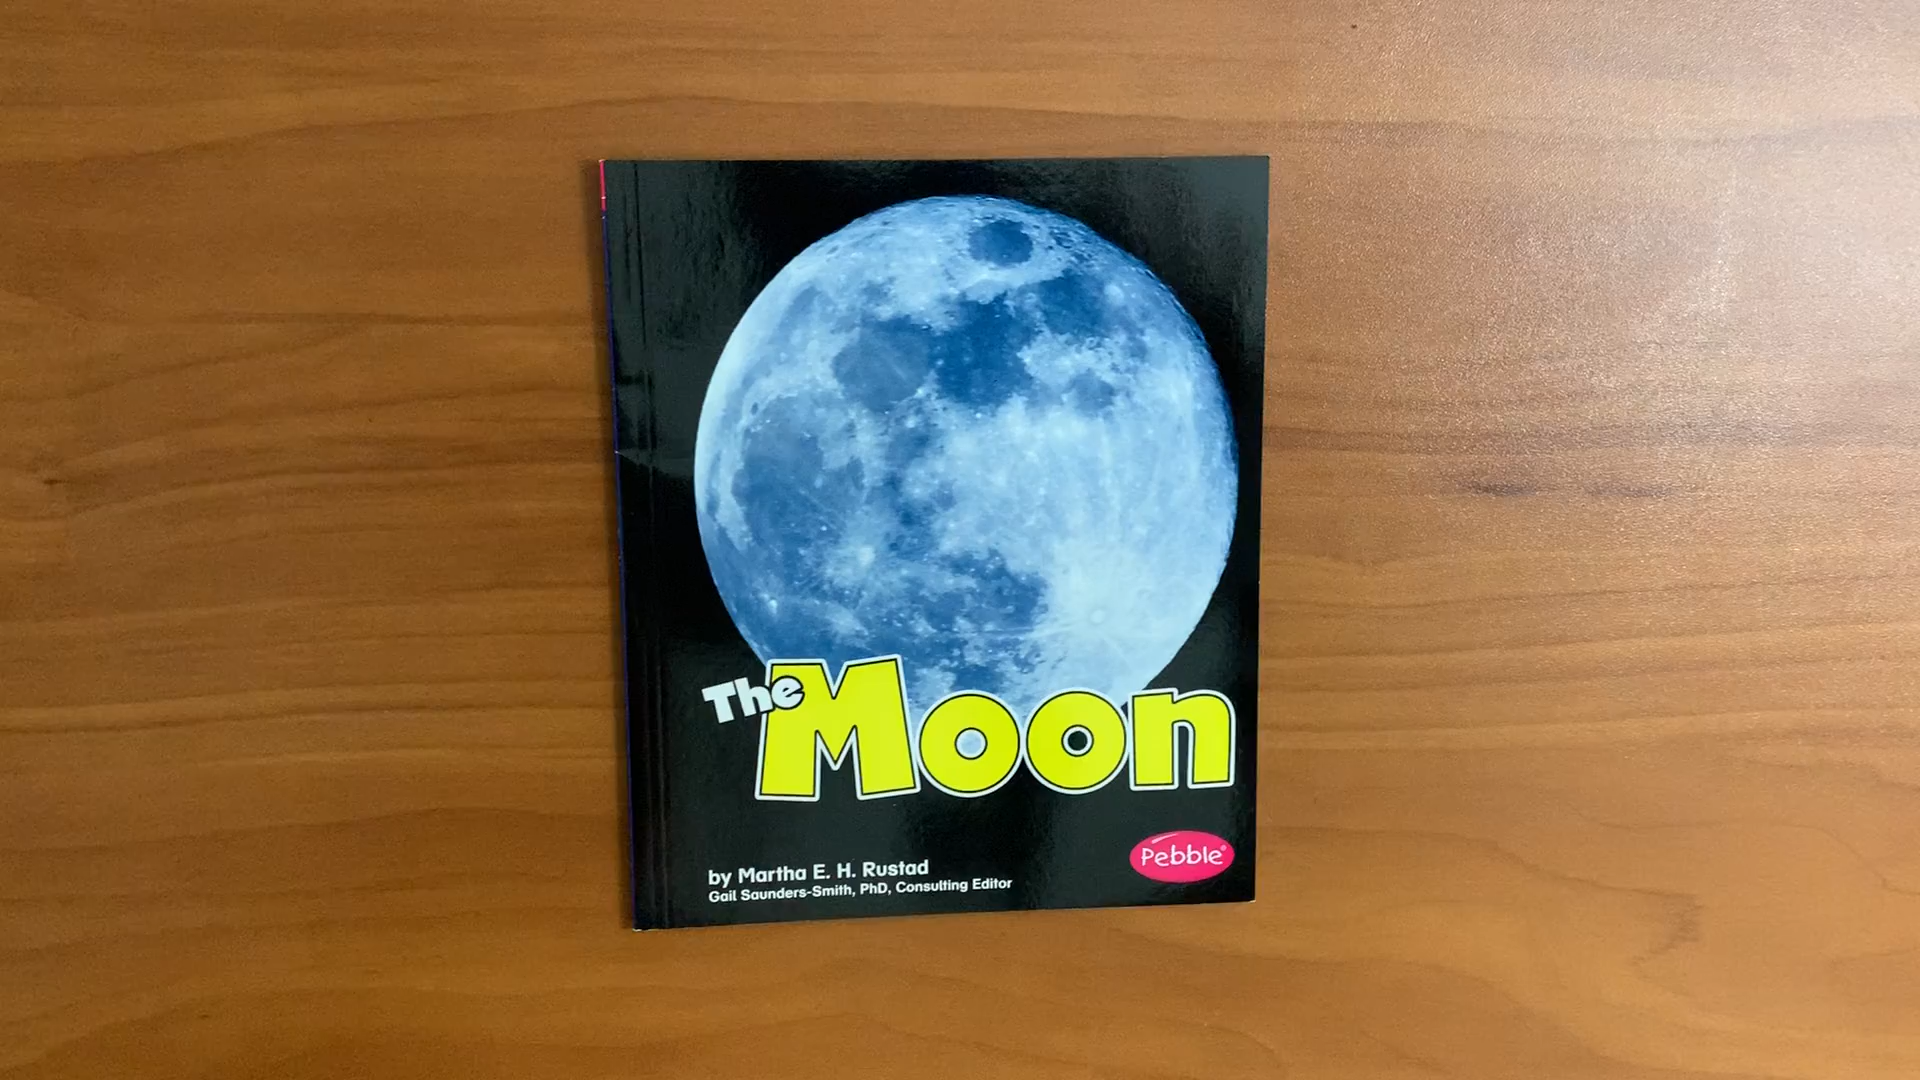 The Moon
by Martha E. H. Rustad
Gail Saunders-Smith, PhD, Consulting Editor
Pebble®